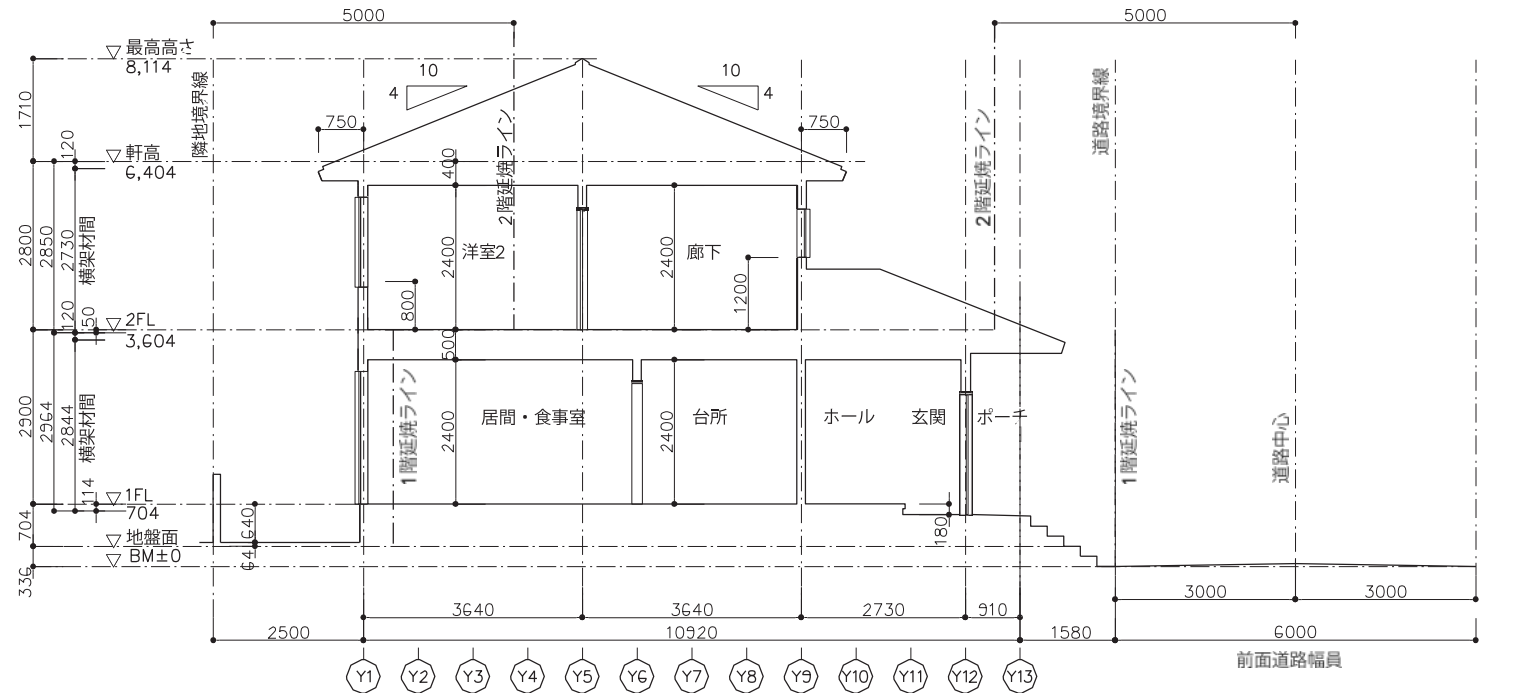 5000
5000
最高高さ
8,114
10
4
10
4
1710
隣地境界線
2階延焼ライン
2階延焼ライン
道路境界線
750
750
120
軒高
6,404
400
2800
2850
2730
横架材間
洋室2
2400
廊下
2400
800
1200
120
50
2FL
3,604
500
2900
2964
2844
横架材間
1階延焼ライン
居間・食事室
2400
台所
2400
ホール
玄関
ポーチ
1階延焼ライン
道路中心
114
1FL
704
704
640
180
地盤面
64
BM±0
336
3000
3000
3640
3640
2730
910
2500
10920
1580
6000
前面道路幅員
Y1
Y2
Y3
Y4
Y5
Y6
Y7
Y8
Y9
Y10
Y11
Y12
Y13